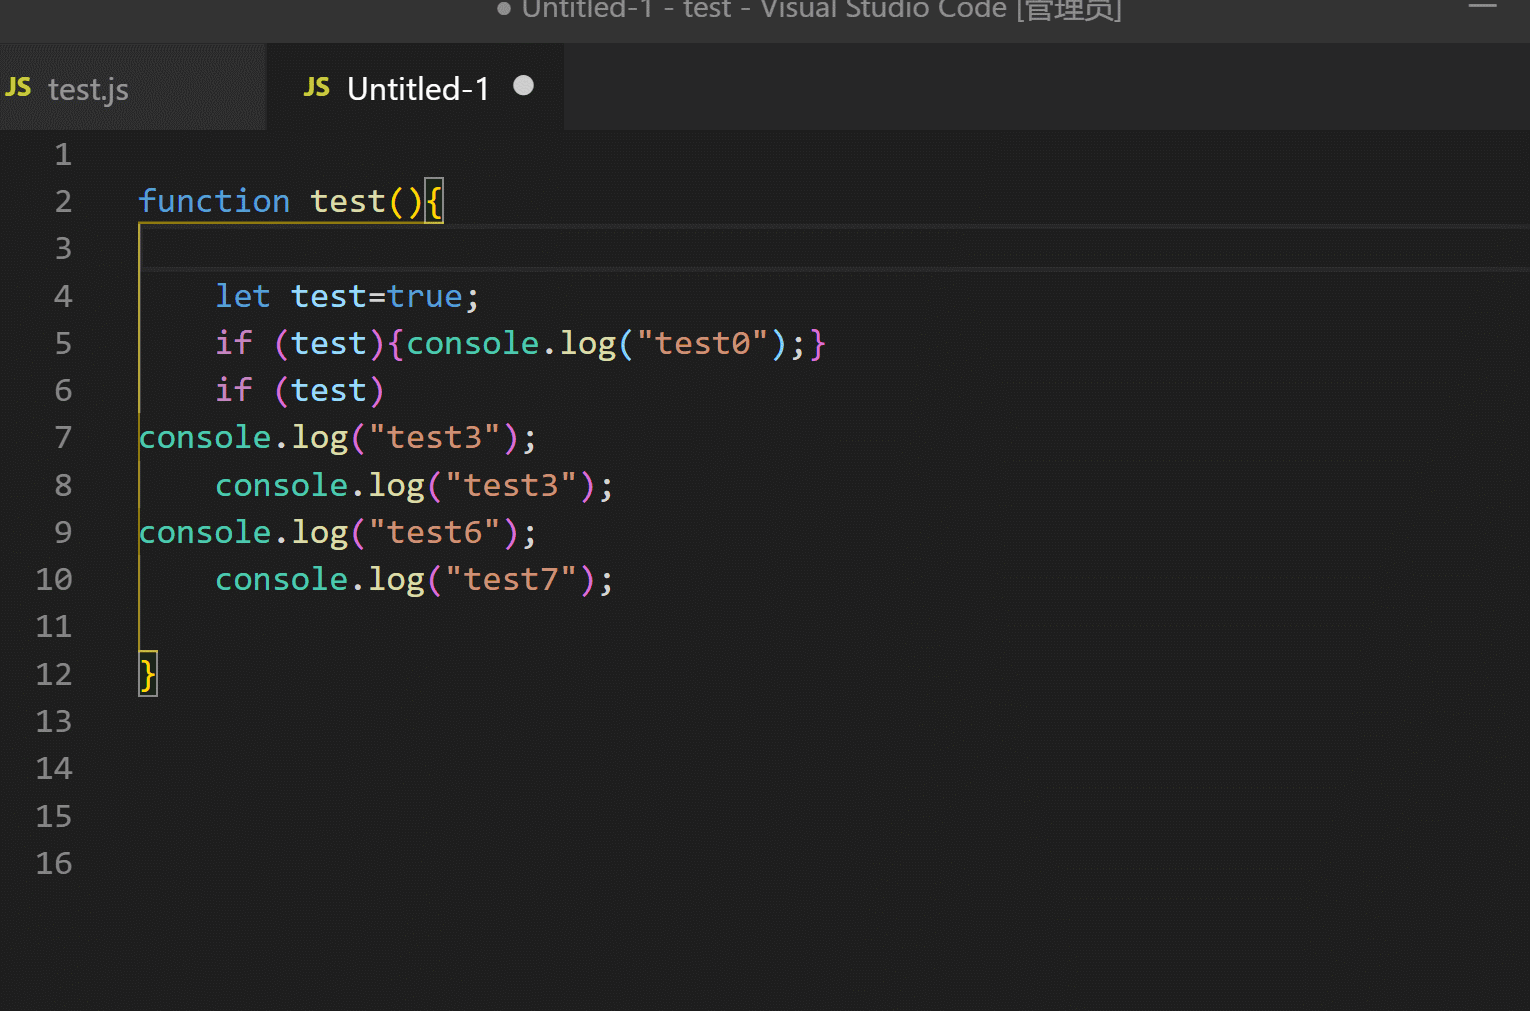 Untitled-1 - test - Visual Studio Code [管理员]
JS test.js JS Untitled-1
1
2 function test(){
3
4     let test=true;
5     if (test){console.log("test0");}
6     if (test)
7 console.log("test3");
8     console.log("test3");
9 console.log("test6");
10     console.log("test7");
11
12 }
13
14
15
16